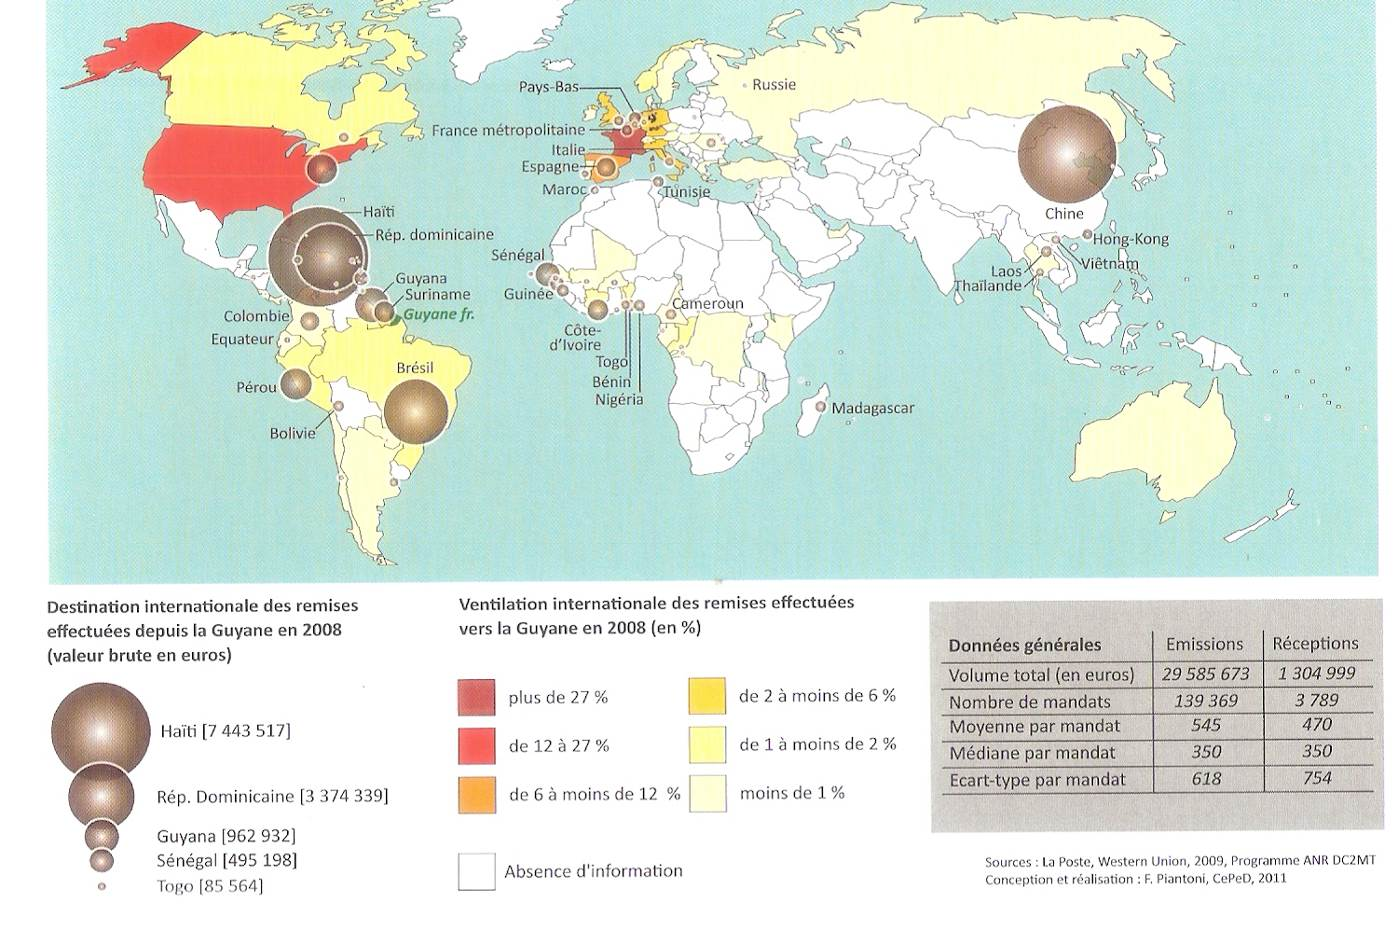 Pays-Bas
Russie
France métropolitaine
Italie
Espagne
Maroc
Tunisie
Chine
Haïti
Rép. dominicaine
Hong-Kong
Sénégal
Viêtnam
Laos
Guyana
Thaïlande
Suriname
Guinée
Cameroun
Colombie
Guyane fr.
Côte-
d'Ivoire
Equateur
Togo
Brésil
Bénin
Pérou
Nigéria
Madagascar
Bolivie
Destination internationale des remises
effectuées depuis la Guyane en 2008
(valeur brute en euros)
Haïti [7 443 517]
Rép. Dominicaine [3 374 339]
Guyana [962 932]
Sénégal [495 198]
Togo [85 564]
Ventilation internationale des remises effectuées
vers la Guyane en 2008 (en %)
plus de 27 %
de 12 à 27 %
de 6 à moins de 12 %
de 2 à moins de 6 %
de 1 à moins de 2 %
moins de 1 %
Absence d'information
Données générales Emissions Réceptions
Volume total (en euros) 29 585 673 1 304 999
Nombre de mandats 139 369 3 789
Moyenne par mandat 545 470
Médiane par mandat 350 350
Ecart-type par mandat 618 754
Sources : La Poste, Western Union, 2009, Programme ANR DC2MT
Conception et réalisation : F. Piantoni, CePeD, 2011